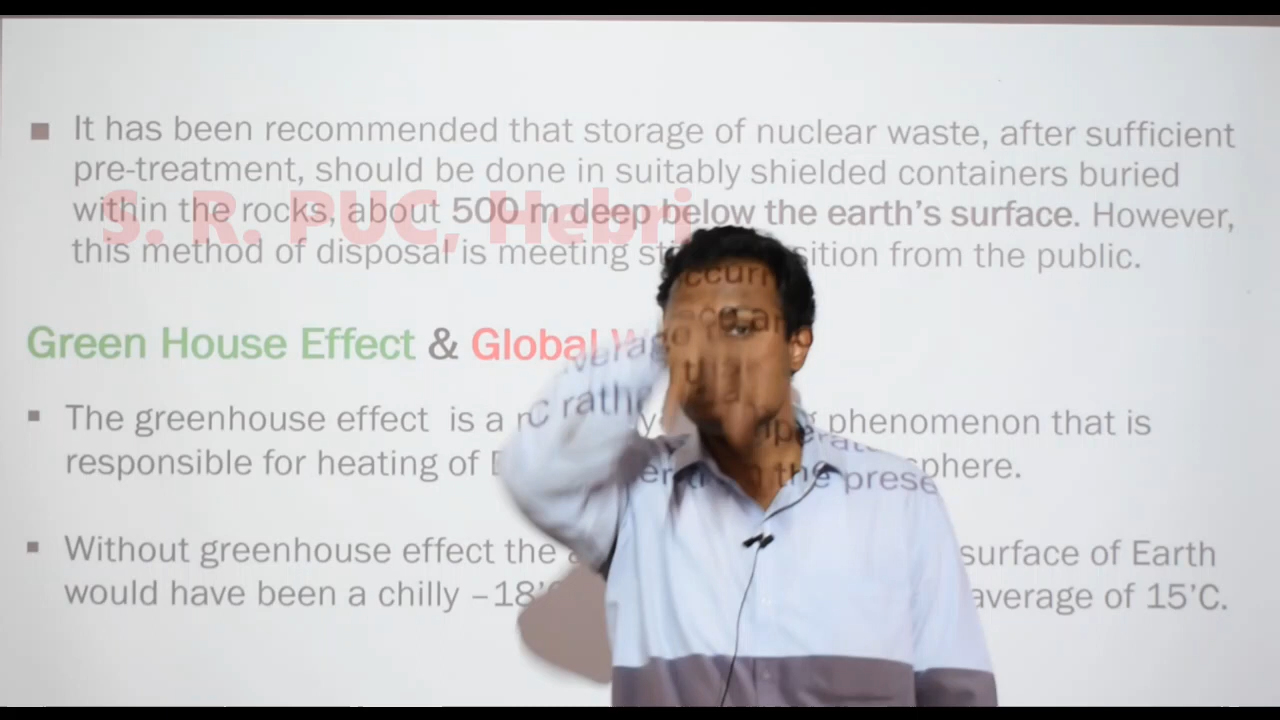 ▪ It has been recommended that storage of nuclear waste, after sufficient
pre-treatment, should be done in suitably shielded containers buried
within the rocks, about 500 m deep below the earth's surface. However,
this method of disposal is meeting from the public.
S. R. PUC, Hebri
Green House Effect & Global
▪ The greenhouse effect is a phenomenon that is
responsible for heating of
▪ Without greenhouse effect the surface of Earth
would have been a chilly –18'C the average of 15'C.